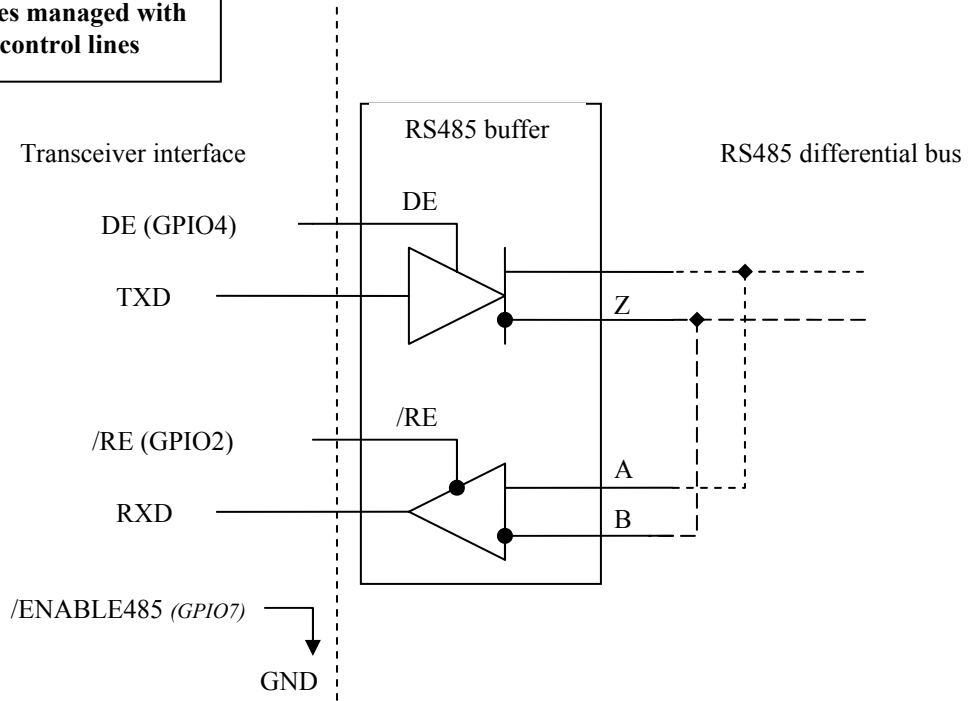 es managed with
control lines
RS485 buffer
Transceiver interface
RS485 differential bus
DE
DE (GPIO4)
TXD
Z
/RE
/RE (GPIO2)
A
RXD
B
/ENABLE485 (GPIO7)
GND